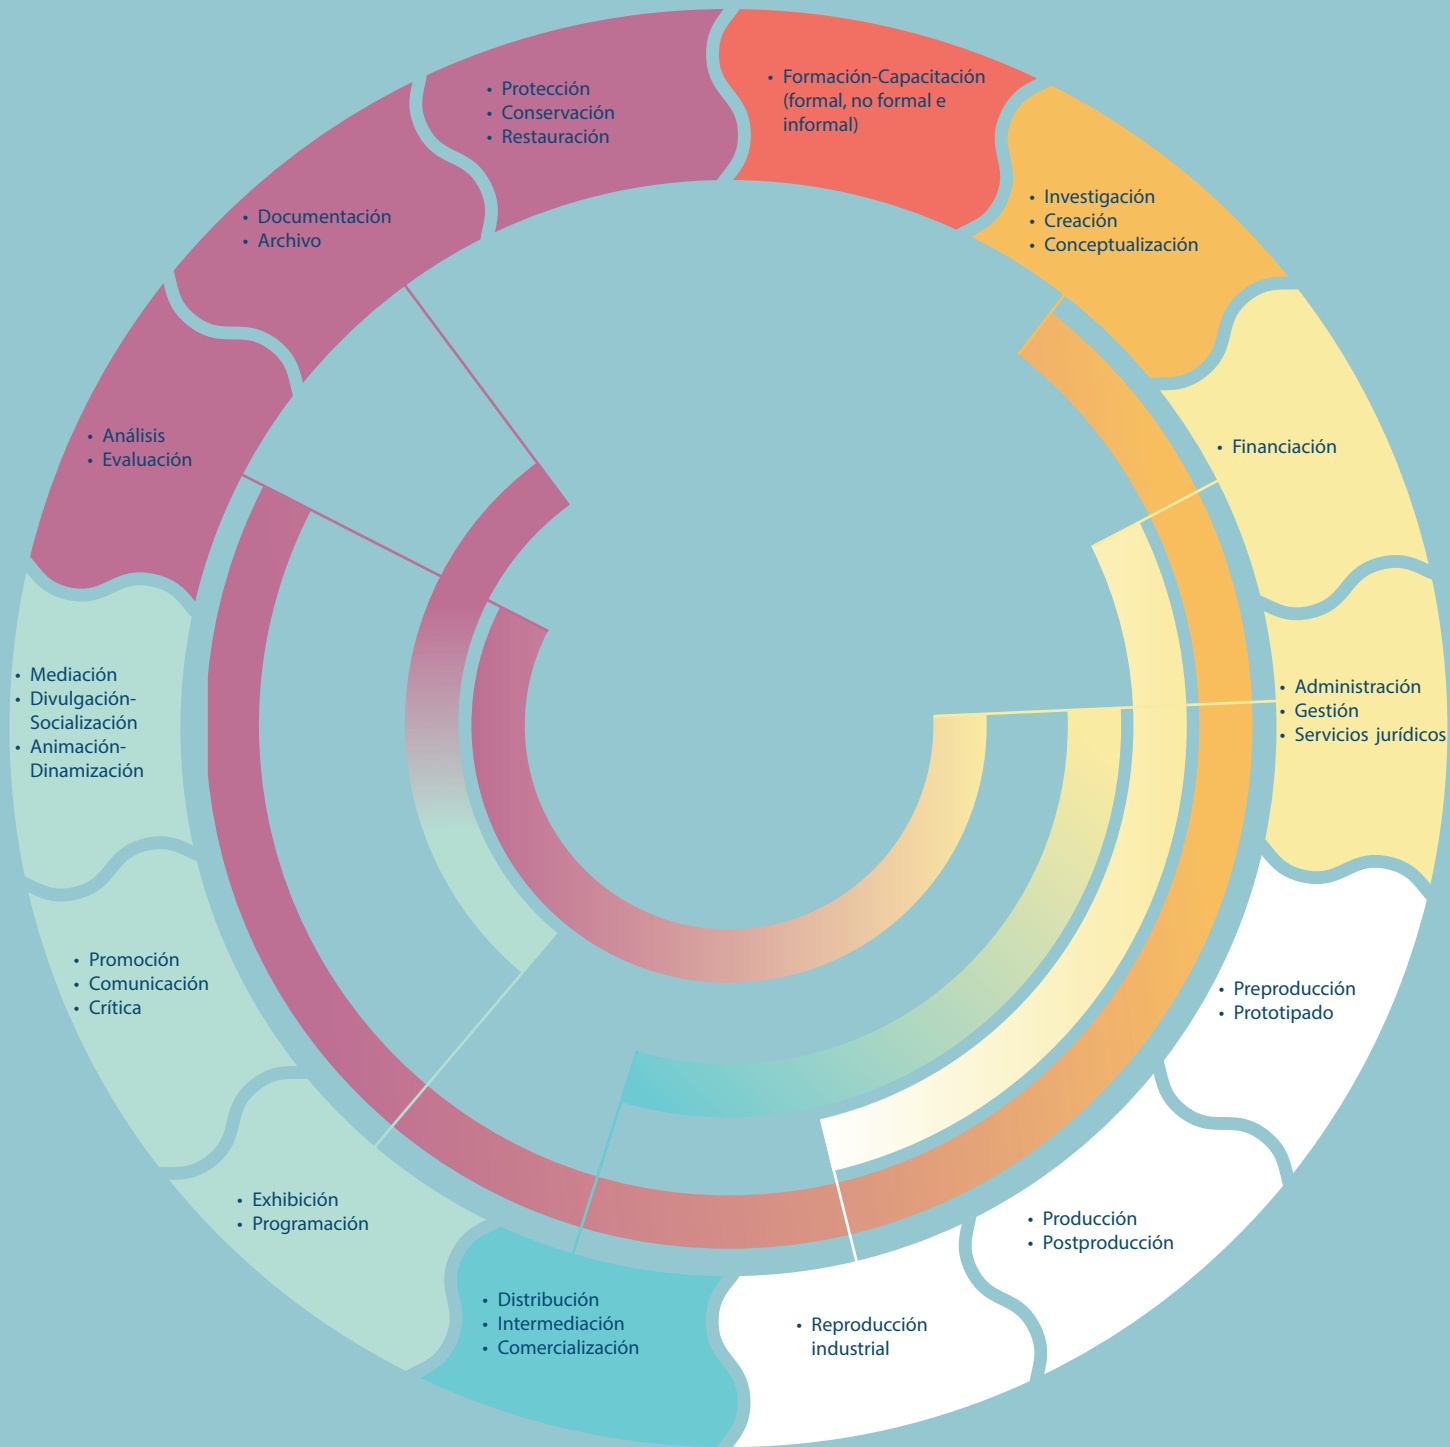 • Formación-Capacitación
(formal, no formal e
informal)
• Investigación
• Creación
• Conceptualización
• Financiación
• Administración
• Gestión
• Servicios jurídicos
• Preproducción
• Prototipado
• Producción
• Postproducción
• Reproducción
industrial
• Distribución
• Intermediación
• Comercialización
• Exhibición
• Programación
• Promoción
• Comunicación
• Crítica
• Mediación
• Divulgación-
Socialización
• Animación-
Dinamización
• Análisis
• Evaluación
• Documentación
• Archivo
• Protección
• Conservación
• Restauración